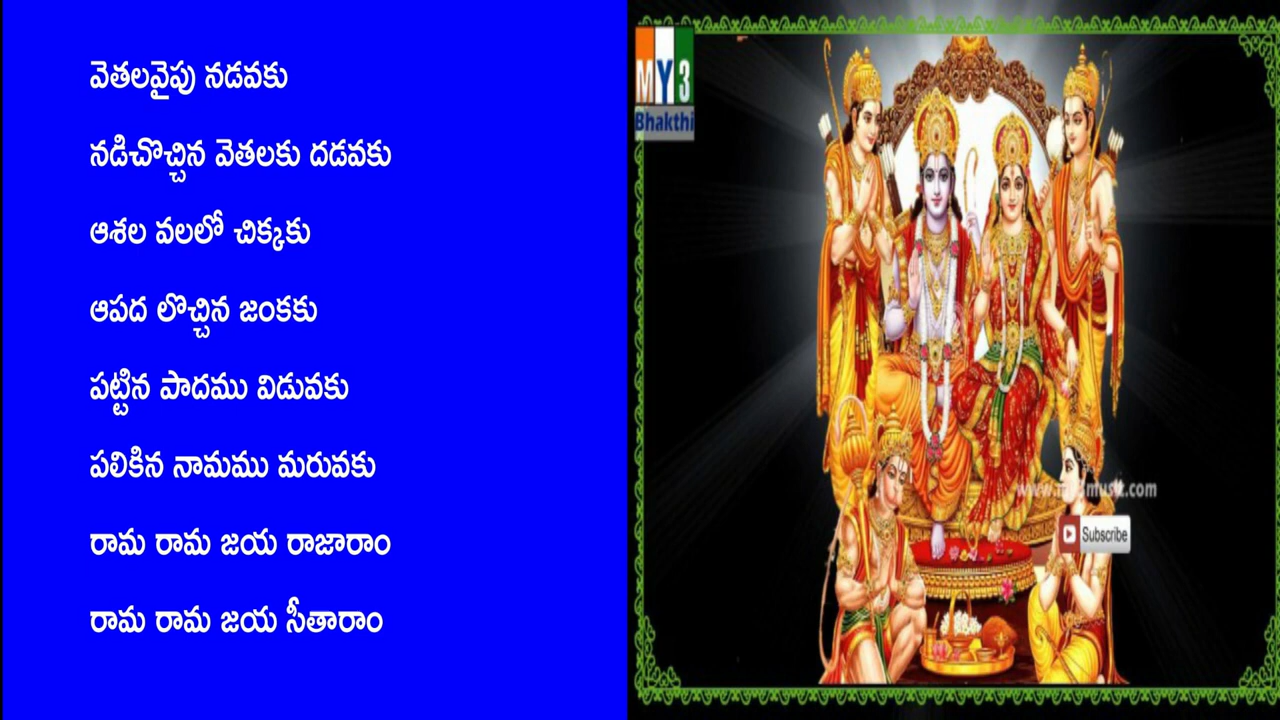 వెతలవైపు నడవకు
నడిచొచ్చిన వెతలకు దడవకు
ఆశల వలలో చిక్కకు
ఆపద లొచ్చిన జంకకు
పట్టిన పాదము విడువకు
పలికిన నామము మరువకు
రామ రామ జయ రాజారాం
రామ రామ జయ సీతారాం
MY3
Bhakthi
Subscribe